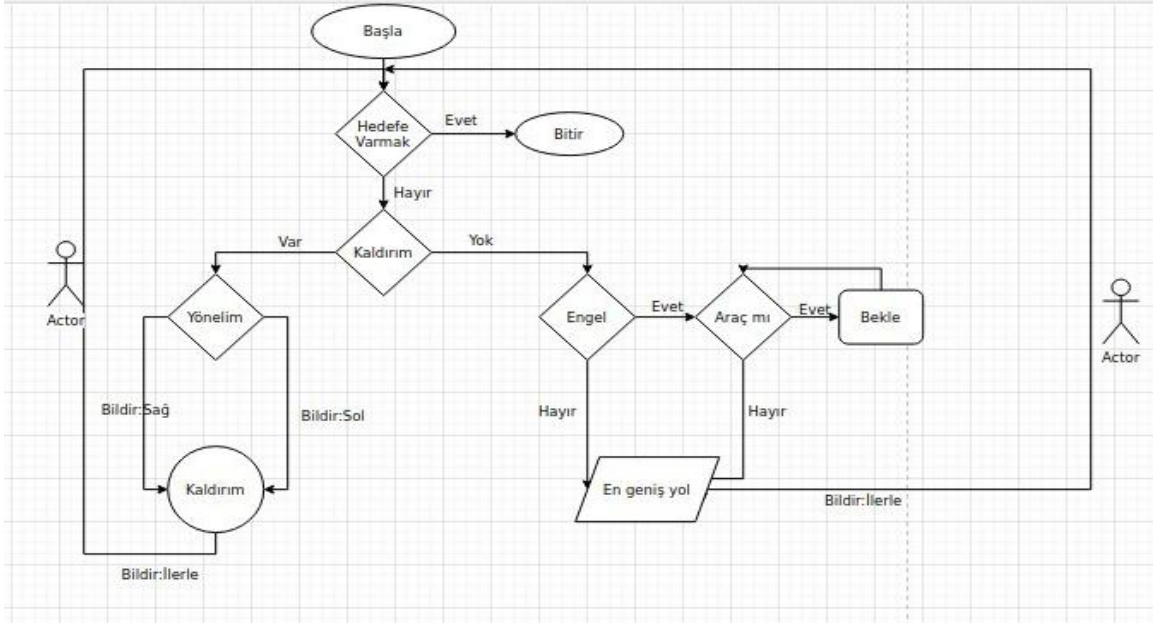 Başla
Hedefe
Varmak
Evet
Bitir
Hayır
Kaldırım
Var
Yok
Actor
Yönelim
Engel
Evet
Araç mı
Evet
Bekle
Actor
Bildir:Sağ
Bildir:Sol
Hayır
Hayır
Kaldırım
En geniş yol
Bildir:İlerle
Bildir:İlerle